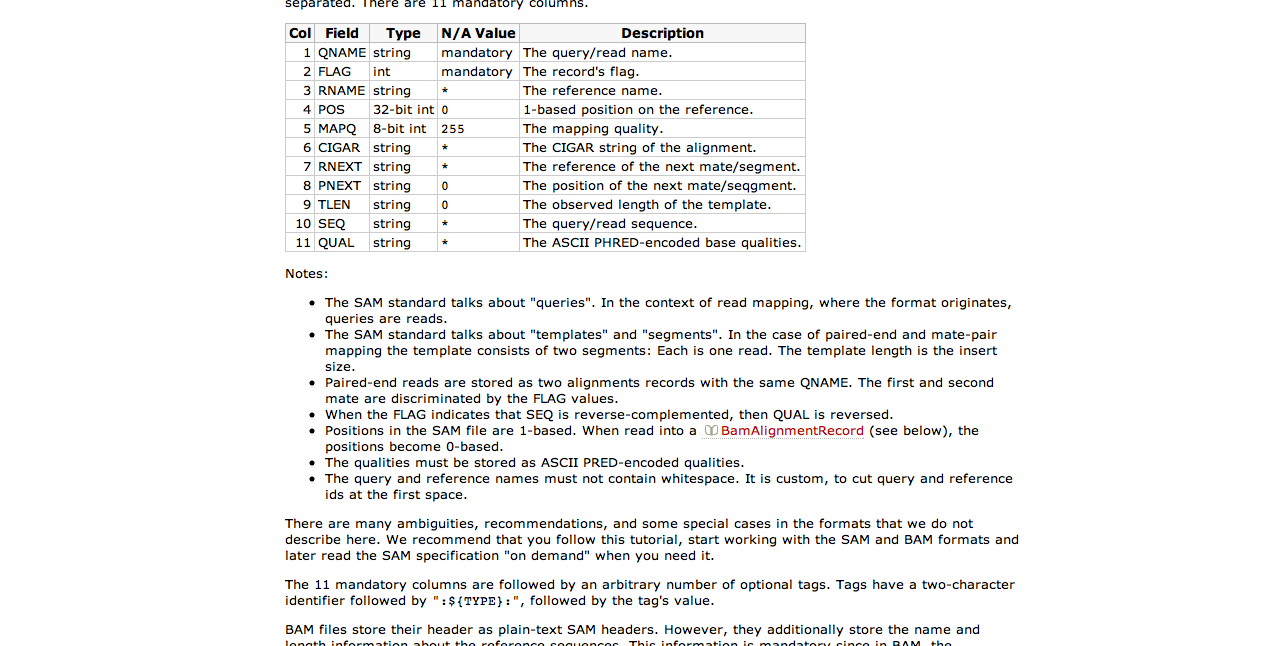 separated. There are 11 mandatory columns.
Col Field Type N/A Value Description
1 QNAME string mandatory The query/read name.
2 FLAG int mandatory The record's flag.
3 RNAME string * The reference name.
4 POS 32-bit int 0 1-based position on the reference.
5 MAPQ 8-bit int 255 The mapping quality.
6 CIGAR string * The CIGAR string of the alignment.
7 RNEXT string * The reference of the next mate/segment.
8 PNEXT string 0 The position of the next mate/seqgment.
9 TLEN string 0 The observed length of the template.
10 SEQ string * The query/read sequence.
11 QUAL string * The ASCII PHRED-encoded base qualities.
Notes:
• The SAM standard talks about "queries". In the context of read mapping, where the format originates,
queries are reads.
• The SAM standard talks about "templates" and "segments". In the case of paired-end and mate-pair
mapping the template consists of two segments: Each is one read. The template length is the insert
size.
• Paired-end reads are stored as two alignments records with the same QNAME. The first and second
mate are discriminated by the FLAG values.
• When the FLAG indicates that SEQ is reverse-complemented, then QUAL is reversed.
• Positions in the SAM file are 1-based. When read into a BamAlignmentRecord (see below), the
positions become 0-based.
• The qualities must be stored as ASCII PRED-encoded qualities.
• The query and reference names must not contain whitespace. It is custom, to cut query and reference
ids at the first space.
There are many ambiguities, recommendations, and some special cases in the formats that we do not
describe here. We recommend that you follow this tutorial, start working with the SAM and BAM formats and
later read the SAM specification "on demand" when you need it.
The 11 mandatory columns are followed by an arbitrary number of optional tags. Tags have a two-character
identifier followed by ":${TYPE}:", followed by the tag's value.
BAM files store their header as plain-text SAM headers. However, they additionally store the name and
length information about the reference sequences. This information is mandatory since in BAM, the